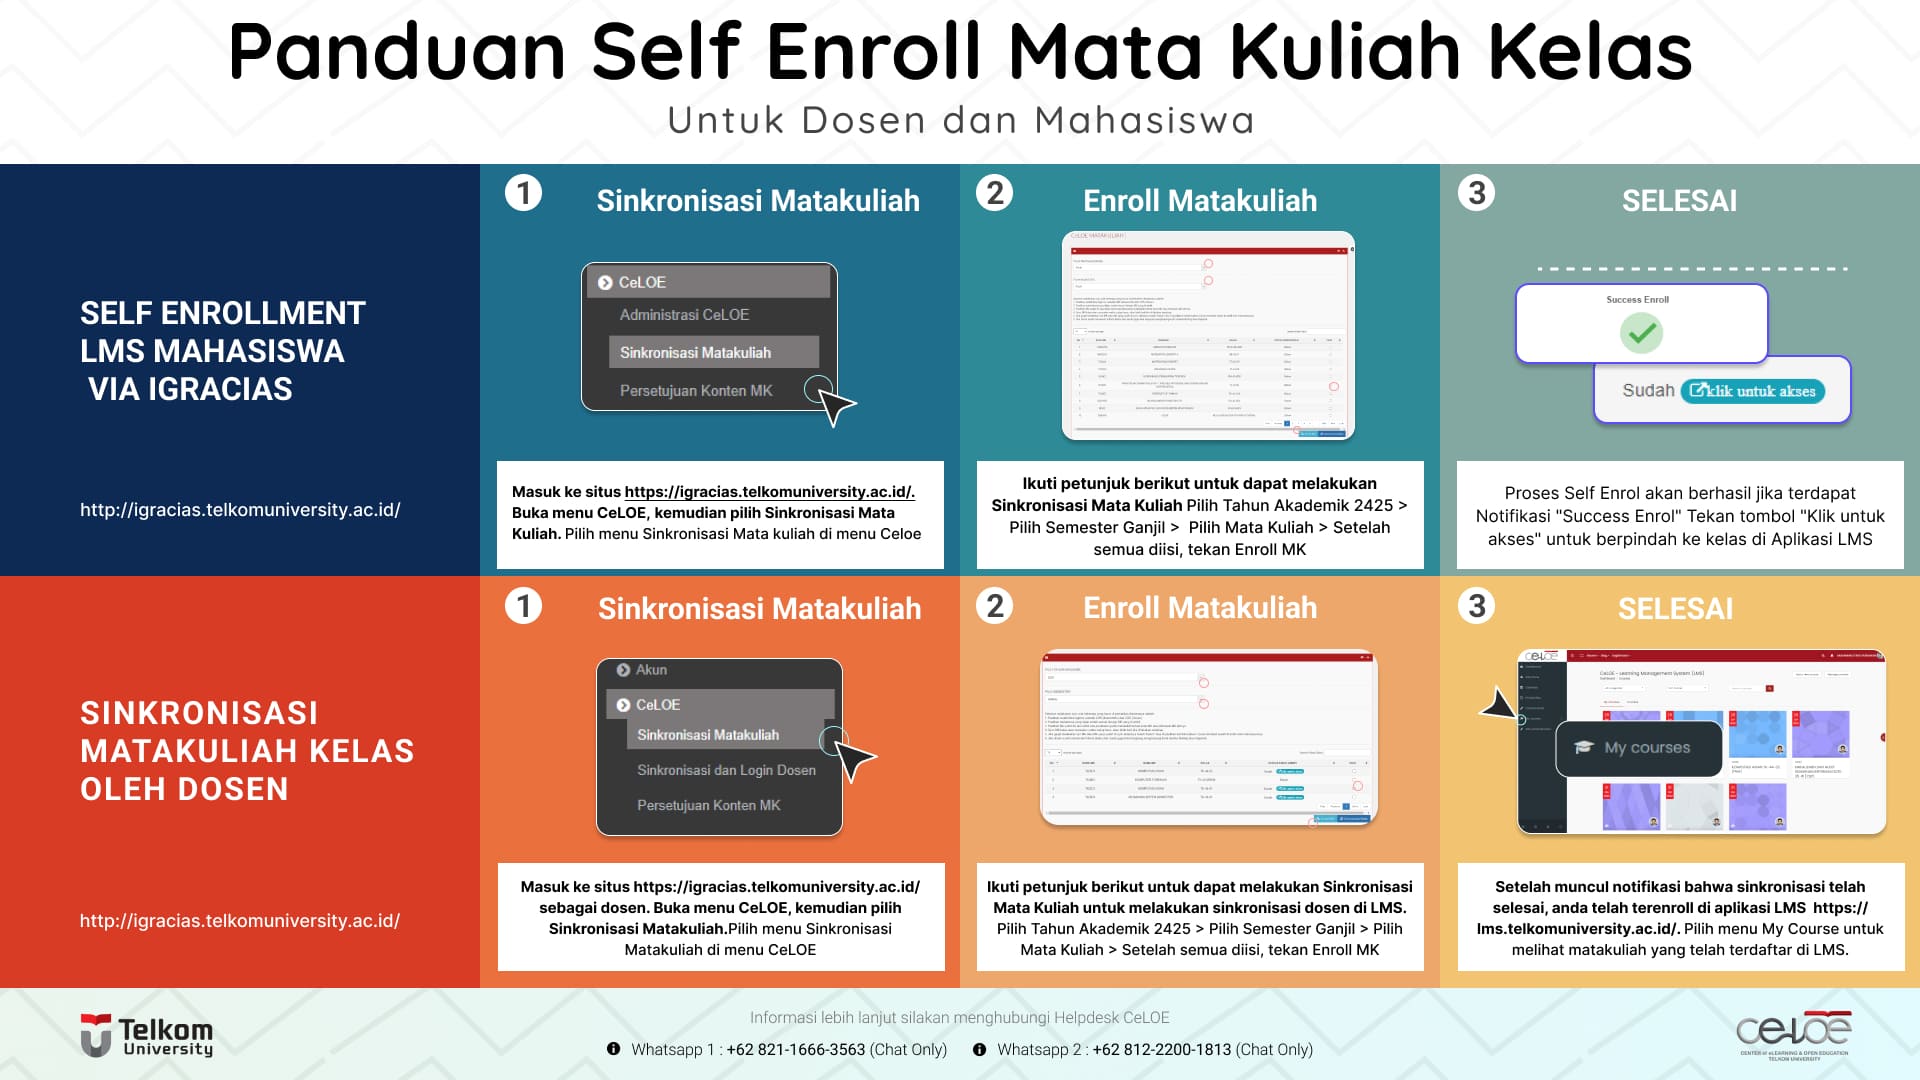 Panduan Self Enroll Mata Kuliah Kelas
Untuk Dosen dan Mahasiswa
SELF ENROLLMENT
LMS MAHASISWA
VIA IGRACIAS
http://igracias.telkomuniversity.ac.id/
1
Sinkronisasi Matakuliah
CeLOE
Administrasi CeLOE
Sinkronisasi Matakuliah
Persetujuan Konten MK
Masuk ke situs https://igracias.telkomuniversity.ac.id/.
Buka menu CeLOE, kemudian pilih Sinkronisasi Mata
Kuliah. Pilih menu Sinkronisasi Mata kuliah di menu Celoe
2
Enroll Matakuliah
CeLOE MATAKULIAH
Ikuti petunjuk berikut untuk dapat melakukan
Sinkronisasi Mata Kuliah Pilih Tahun Akademik 2425 >
Pilih Semester Ganjil > Pilih Mata Kuliah > Setelah
semua diisi, tekan Enroll MK
3
SELESAI
Success Enroll
Sudah klik untuk akses
Proses Self Enrol akan berhasil jika terdapat
Notifikasi "Success Enrol" Tekan tombol "Klik untuk
akses" untuk berpindah ke kelas di Aplikasi LMS
SINKRONISASI
MATAKULIAH KELAS
OLEH DOSEN
http://igracias.telkomuniversity.ac.id/
1
Sinkronisasi Matakuliah
Akun
CeLOE
Sinkronisasi Matakuliah
Sinkronisasi dan Login Dosen
Persetujuan Konten MK
Masuk ke situs https://igracias.telkomuniversity.ac.id/
sebagai dosen. Buka menu CeLOE, kemudian pilih
Sinkronisasi Matakuliah.Pilih menu Sinkronisasi
Matakuliah di menu CeLOE
2
Enroll Matakuliah
Ikuti petunjuk berikut untuk dapat melakukan Sinkronisasi
Mata Kuliah untuk melakukan sinkronisasi dosen di LMS.
Pilih Tahun Akademik 2425 > Pilih Semester Ganjil > Pilih
Mata Kuliah > Setelah semua diisi, tekan Enroll MK
3
SELESAI
CeLOE
CeLOE - Learning Management System (LMS)
My courses
Setelah muncul notifikasi bahwa sinkronisasi telah
selesai, anda telah terenroll di aplikasi LMS https://
lms.telkomuniversity.ac.id/. Pilih menu My Course untuk
melihat matakuliah yang telah terdaftar di LMS.
Telkom
University
Informasi lebih lanjut silakan menghubungi Helpdesk CeLOE
Whatsapp 1 : +62 821-1666-3563 (Chat Only)
Whatsapp 2 : +62 812-2200-1813 (Chat Only)
CeLOE
CENTER of eLEARNING & OPEN EDUCATION
TELKOM UNIVERSITY